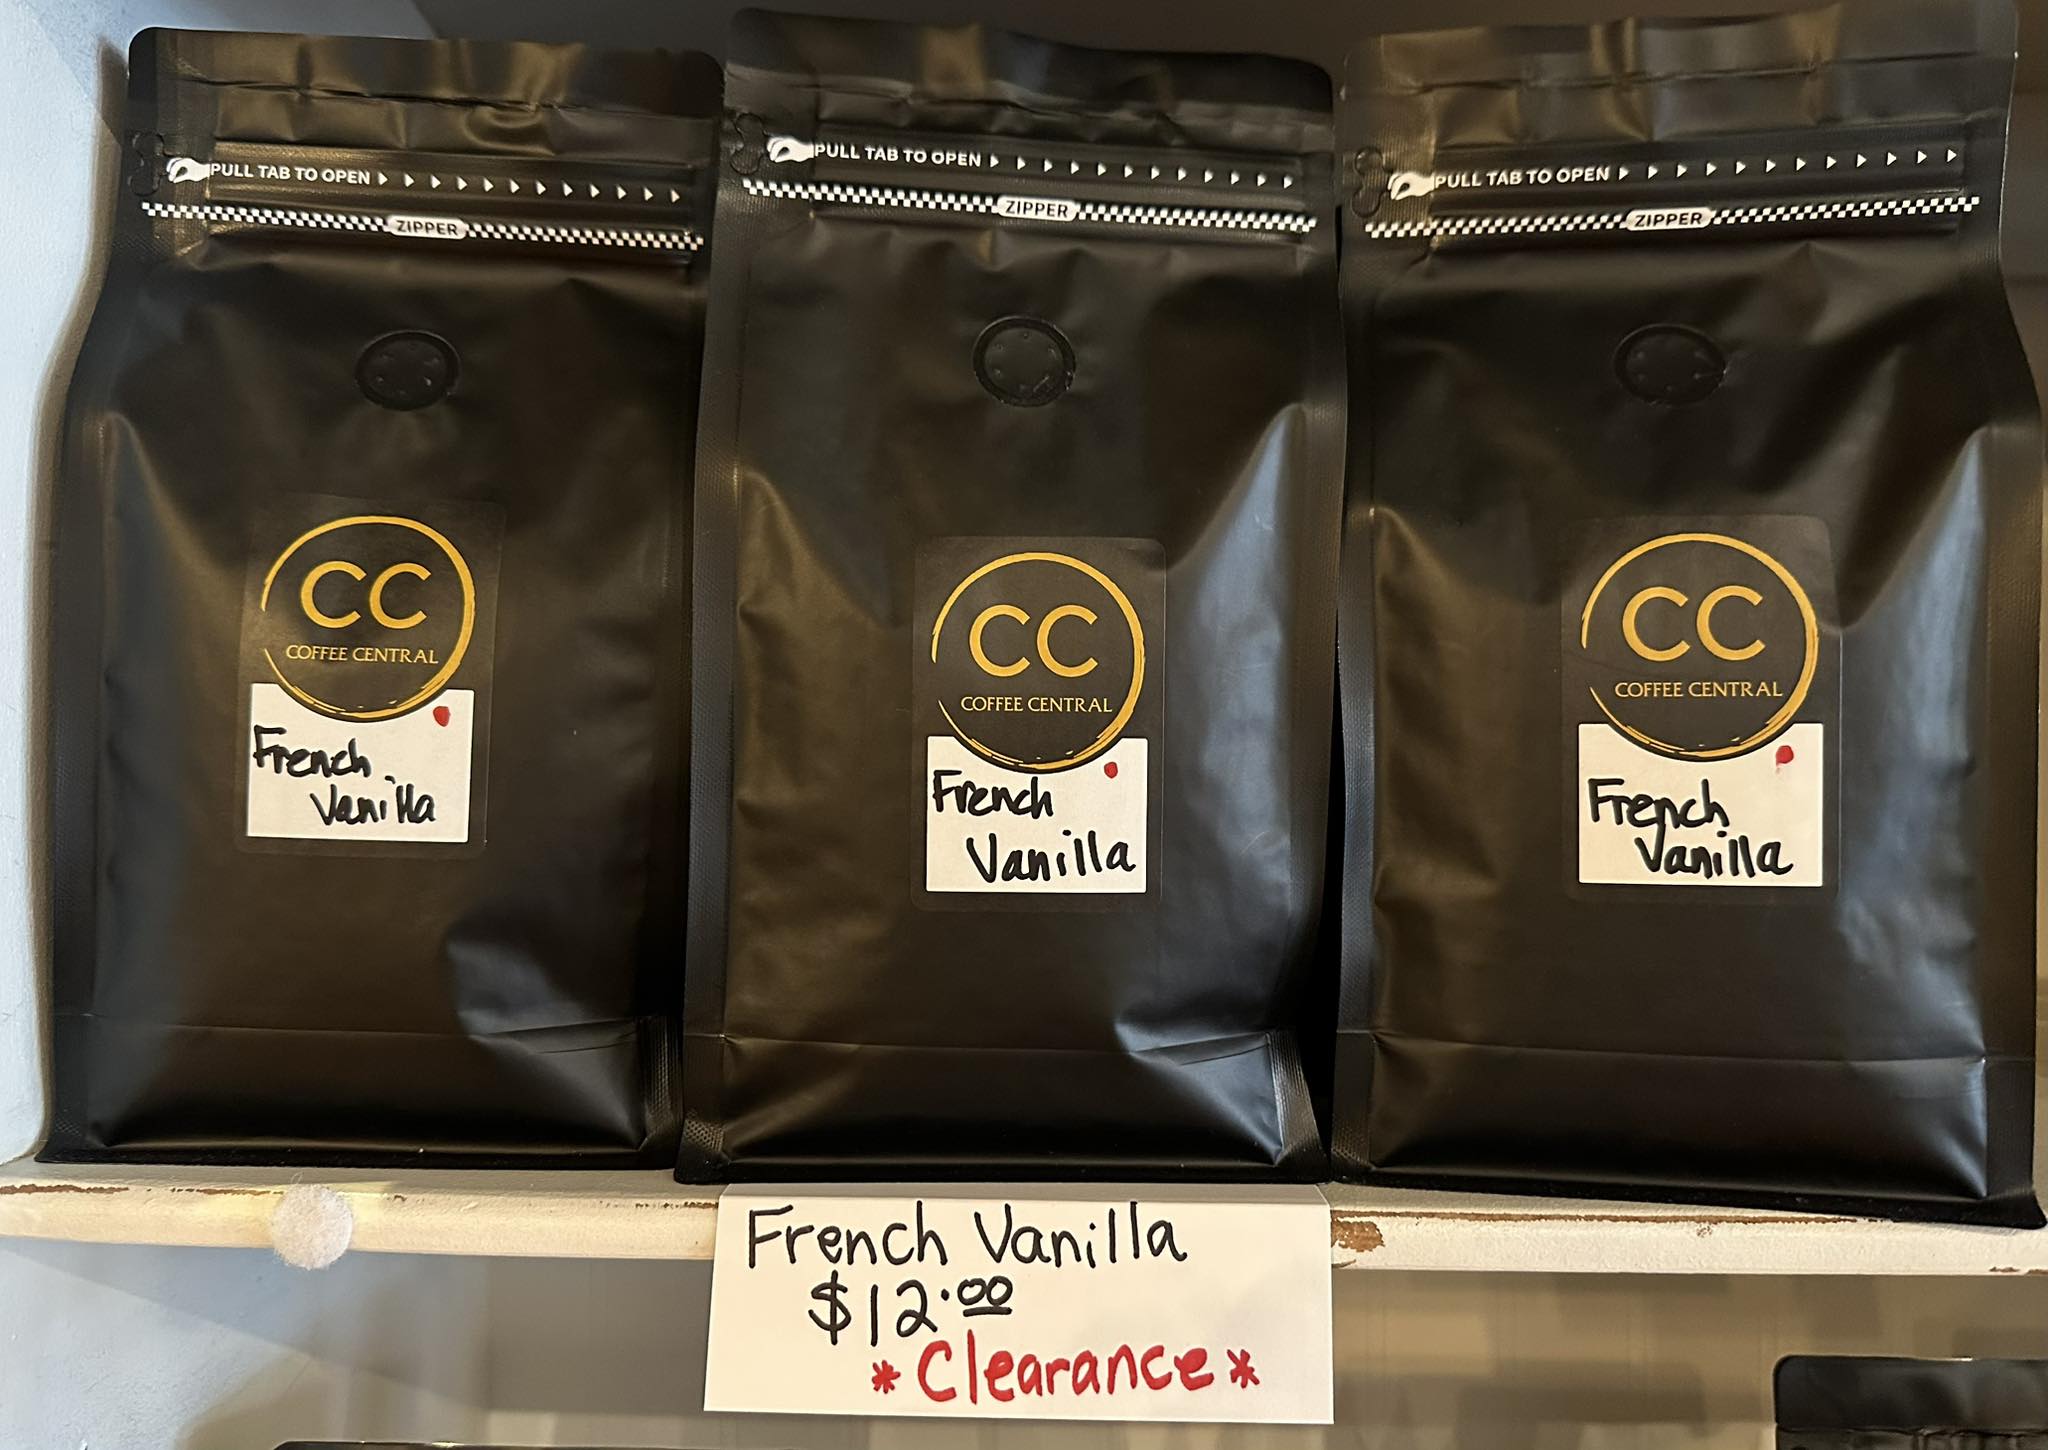 PULL TAB TO OPEN
ZIPPER
CC
COFFEE CENTRAL
French
Vanilla
PULL TAB TO OPEN
ZIPPER
CC
COFFEE CENTRAL
French
Vanilla
PULL TAB TO OPEN
ZIPPER
CC
COFFEE CENTRAL
French
Vanilla
French Vanilla
$12.00
*Clearance*